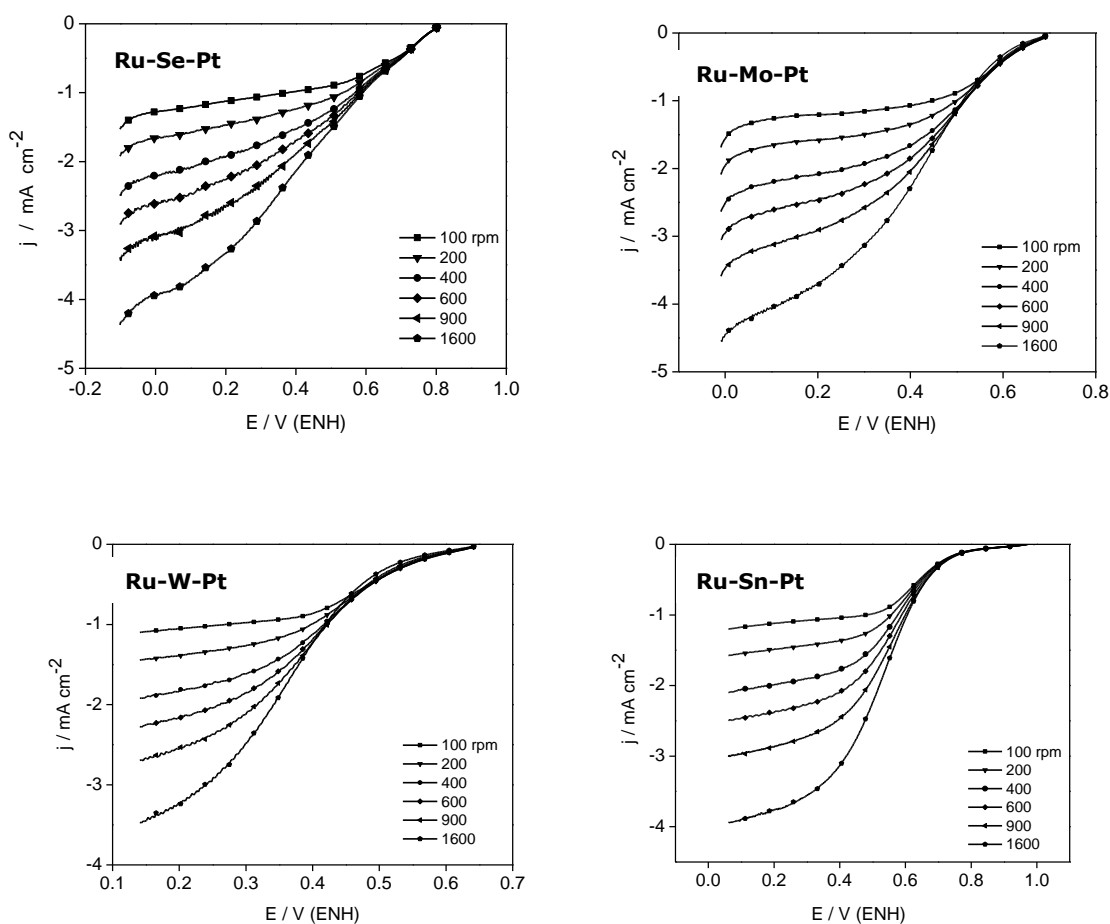 Ru-Se-Pt
0
-1
-2
-3
-4
-5
j / mA cm-2
-0.2 0.0 0.2 0.4 0.6 0.8 1.0
E / V (ENH)
100 rpm
200
400
600
900
1600
Ru-Mo-Pt
0
-1
-2
-3
-4
-5
j / mA cm-2
0.0 0.2 0.4 0.6 0.8
E / V (ENH)
100 rpm
200
400
600
900
1600
Ru-W-Pt
0
-1
-2
-3
-4
j / mA cm-2
0.1 0.2 0.3 0.4 0.5 0.6 0.7
E / V (ENH)
100 rpm
200
400
600
900
1600
Ru-Sn-Pt
0
-1
-2
-3
-4
j / mA cm-2
0.0 0.2 0.4 0.6 0.8 1.0
E / V (ENH)
100 rpm
200
400
600
900
1600